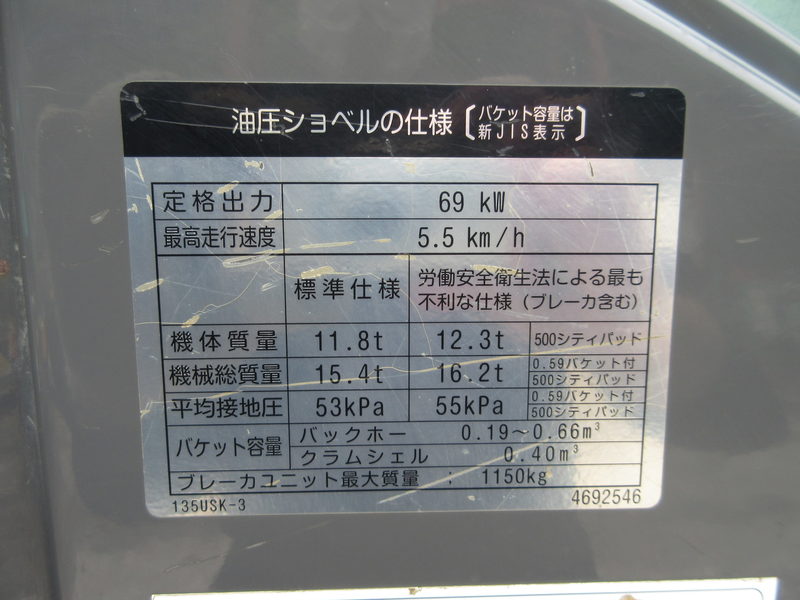 油圧ショベルの仕様〔バケット容量は
新JIS表示〕
定格出力 69 kW
最高走行速度 5.5 km/h
標準仕様 労働安全衛生法による最も
不利な仕様（ブレーカ含む）
機体質量 11.8t 12.3t 500シティパッド
機械総質量 15.4t 16.2t 0.59バケット付
500シティパッド
平均接地圧 53kPa 55kPa 0.59バケット付
500シティパッド
バケット容量 バックホー 0.19～0.66m³
クラムシェル 0.40m³
ブレーカユニット最大質量 : 1150kg
135USK-3 4692546